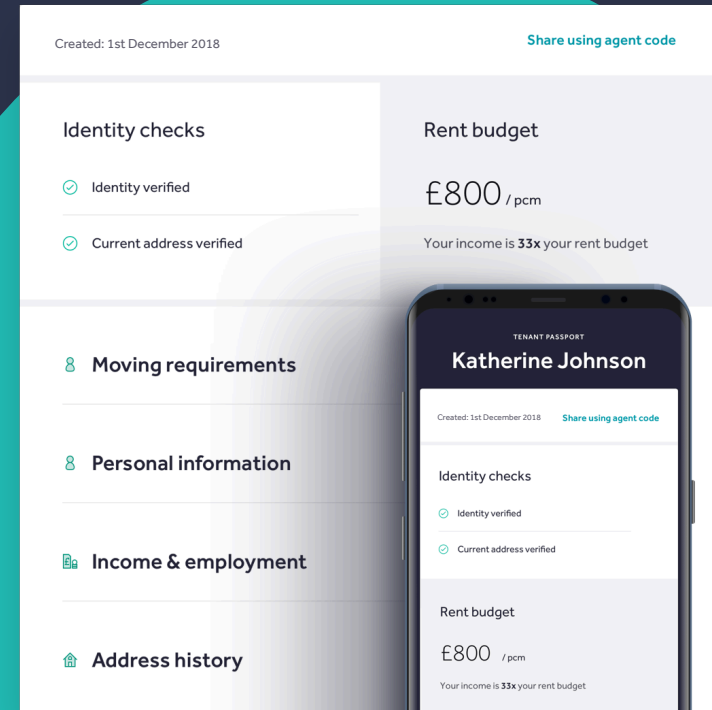 Created: 1st December 2018
Share using agent code
Identity checks
Identity verified
Current address verified
Rent budget
£800 / pcm
Your income is 33x your rent budget
Moving requirements
Personal information
Income & employment
Address history
TENANT PASSPORT
Katherine Johnson
Created: 1st December 2018
Share using agent code
Identity checks
Identity verified
Current address verified
Rent budget
£800 / pcm
Your income is 33x your rent budget